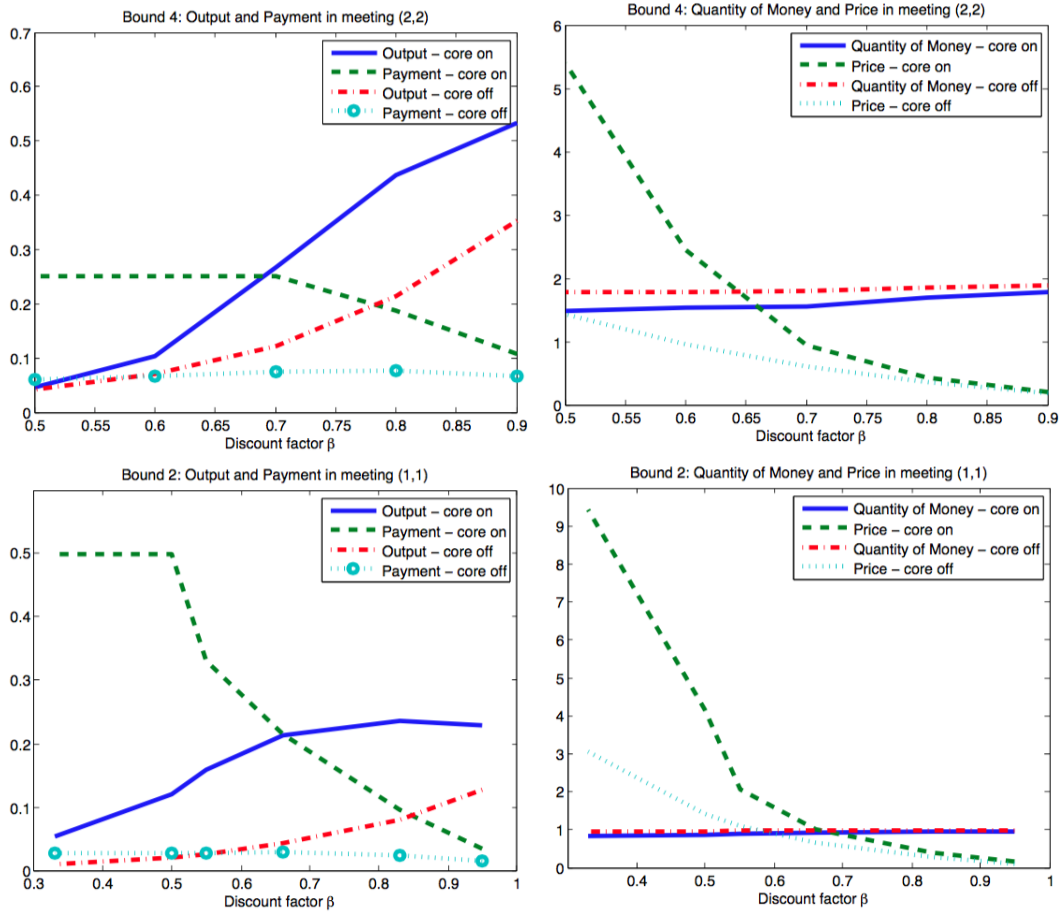 Bound 4: Output and Payment in meeting (2,2)
0.7
0.6
0.5
0.4
0.3
0.2
0.1
0
Output – core on
Payment – core on
Output – core off
Payment – core off
0.5 0.55 0.6 0.65 0.7 0.75 0.8 0.85 0.9
Discount factor β
Bound 4: Quantity of Money and Price in meeting (2,2)
6
5
4
3
2
1
0
Quantity of Money – core on
Price – core on
Quantity of Money – core off
Price – core off
0.5 0.55 0.6 0.65 0.7 0.75 0.8 0.85 0.9
Discount factor β
Bound 2: Output and Payment in meeting (1,1)
0.5
0.4
0.3
0.2
0.1
0
Output – core on
Payment – core on
Output – core off
Payment – core off
0.3 0.4 0.5 0.6 0.7 0.8 0.9 1
Discount factor β
Bound 2: Quantity of Money and Price in meeting (1,1)
10
9
8
7
6
5
4
3
2
1
0
Quantity of Money – core on
Price – core on
Quantity of Money – core off
Price – core off
0.4 0.5 0.6 0.7 0.8 0.9 1
Discount factor β